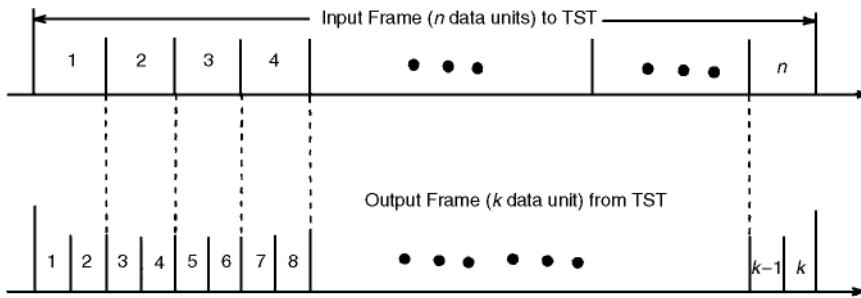 Input Frame (n data units) to TST
1 2 3 4 n
Output Frame (k data unit) from TST
1 2 3 4 5 6 7 8 k–1 k